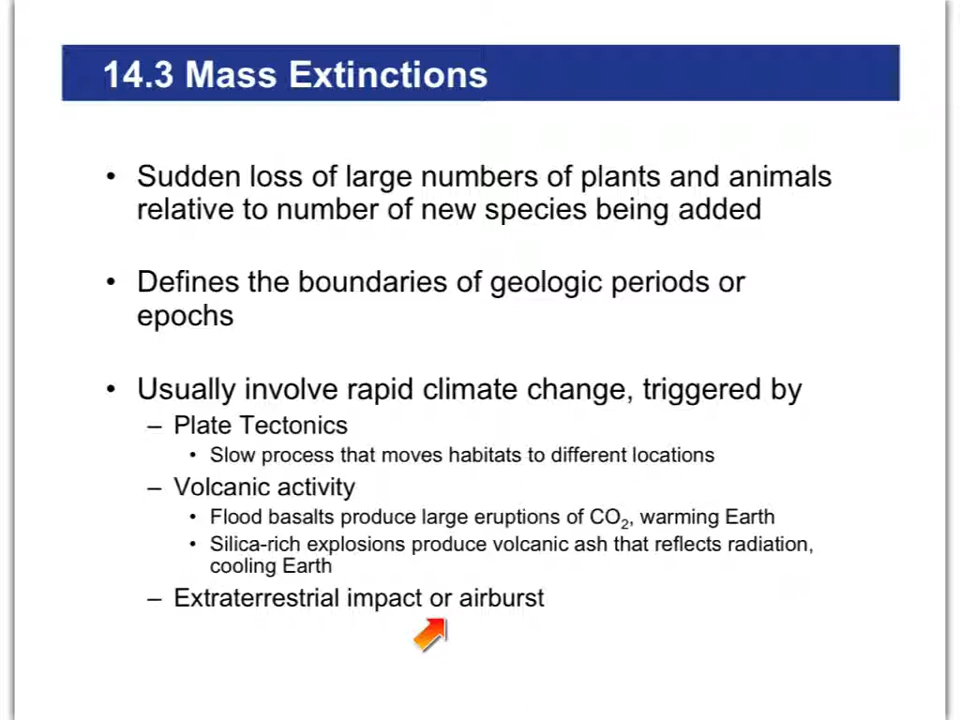 14.3 Mass Extinctions
• Sudden loss of large numbers of plants and animals
relative to number of new species being added
• Defines the boundaries of geologic periods or
epochs
• Usually involve rapid climate change, triggered by
– Plate Tectonics
• Slow process that moves habitats to different locations
– Volcanic activity
• Flood basalts produce large eruptions of CO₂, warming Earth
• Silica-rich explosions produce volcanic ash that reflects radiation,
cooling Earth
– Extraterrestrial impact or airburst